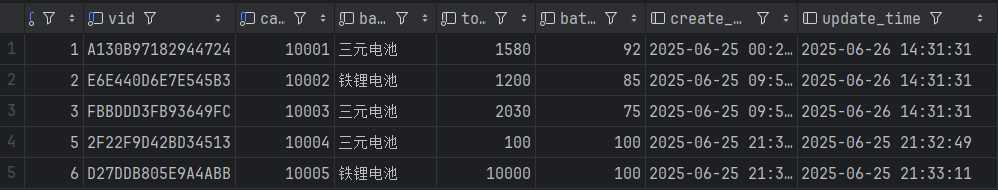 vid ca… ba… to… bat… create_… update_time
1 1 A130B97182944724 10001 三元电池 1580 92 2025-06-25 00:2… 2025-06-26 14:31:31
2 2 E6E440D6E7E545B3 10002 铁锂电池 1200 85 2025-06-25 09:5… 2025-06-26 14:31:31
3 3 FBBDDD3FB93649FC 10003 三元电池 2030 75 2025-06-25 09:5… 2025-06-26 14:31:31
4 5 2F22F9D42BD34513 10004 三元电池 100 100 2025-06-25 21:3… 2025-06-25 21:32:49
5 6 D27DDB805E9A4ABB 10005 铁锂电池 10000 100 2025-06-25 21:3… 2025-06-25 21:33:11